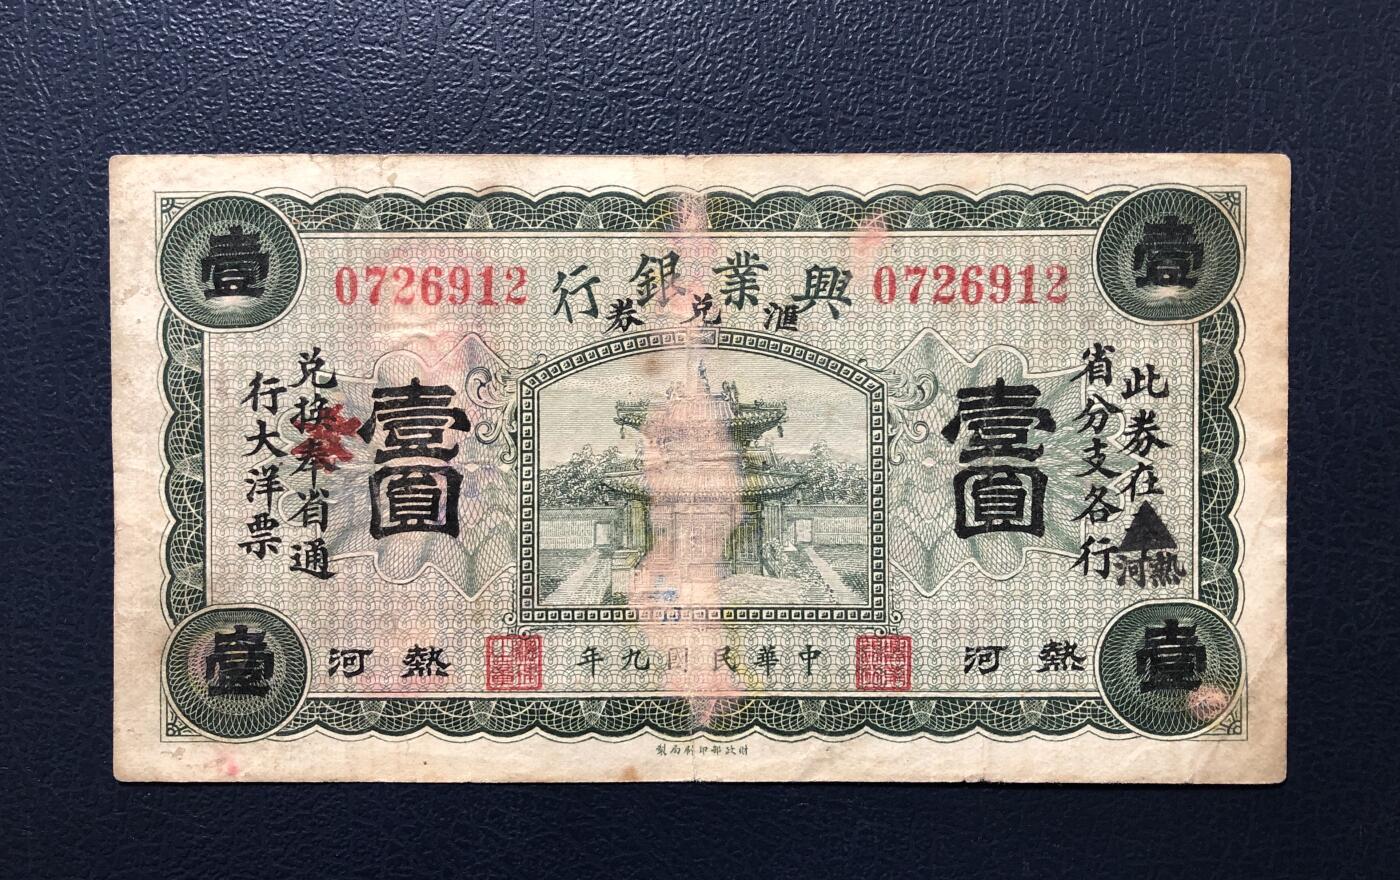 壹
壹
0726912
興業銀行
0726912
匯兌券
此券在
熱河
省分支各行
壹圓
壹圓
兌換奉省通
行大洋票
熱河
中華民國九年
熱河
壹
壹
財政部印刷局製